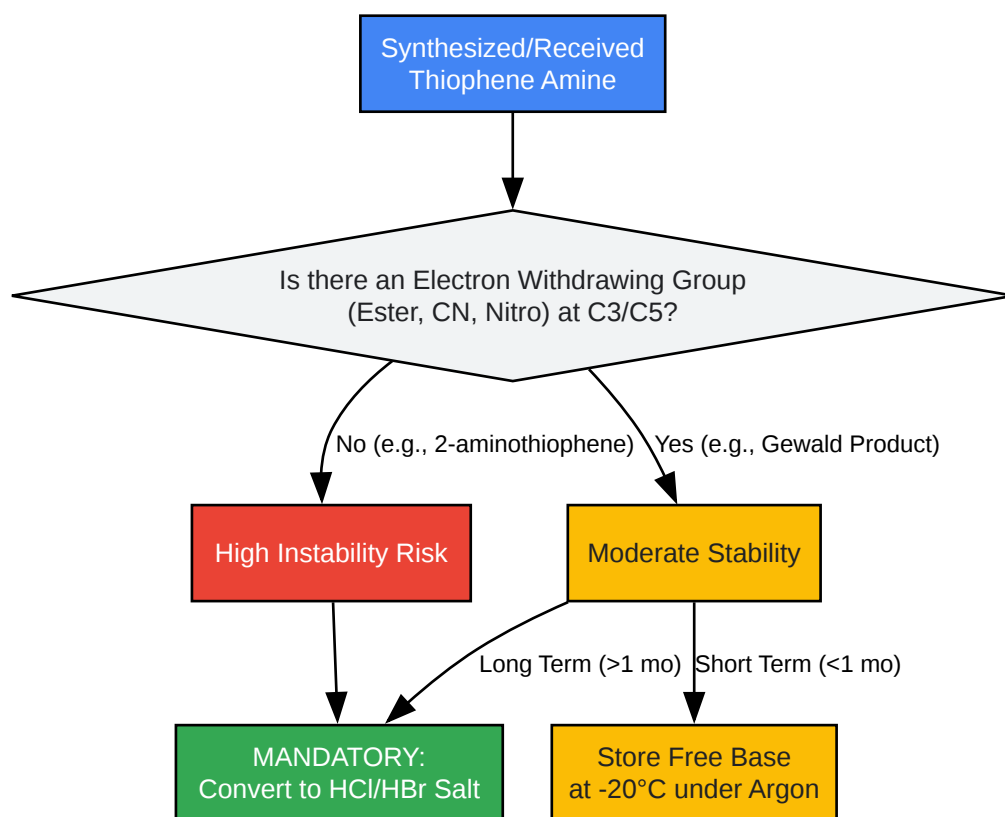 Synthesized/Received
Thiophene Amine
Is there an Electron Withdrawing Group
(Ester, CN, Nitro) at C3/C5?
No (e.g., 2-aminothiophene)
Yes (e.g., Gewald Product)
High Instability Risk
Moderate Stability
Long Term (>1 mo)
Short Term (<1 mo)
MANDATORY:
Convert to HCl/HBr Salt
Store Free Base
at -20°C under Argon